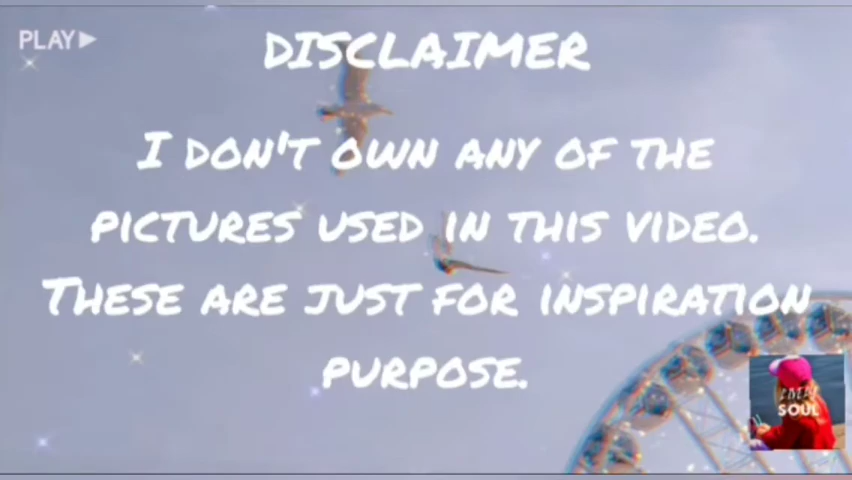 PLAY
DISCLAIMER
I DON'T OWN ANY OF THE
PICTURES USED IN THIS VIDEO.
THESE ARE JUST FOR INSPIRATION
PURPOSE.
SOUL